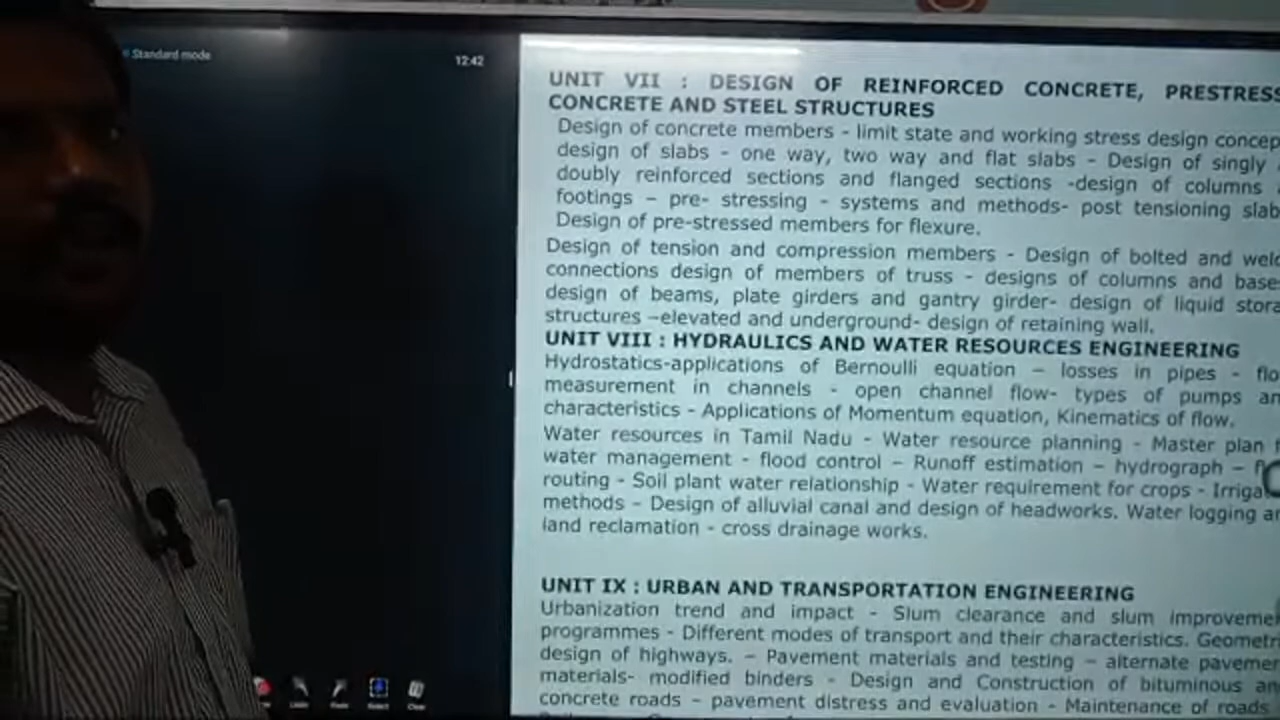 Standard mode
12:42
UNIT VII : DESIGN OF REINFORCED CONCRETE, PRESTRESS
CONCRETE AND STEEL STRUCTURES
Design of concrete members - limit state and working stress design concep
design of slabs - one way, two way and flat slabs - Design of singly
doubly reinforced sections and flanged sections -design of columns
footings – pre- stressing - systems and methods- post tensioning slab
Design of pre-stressed members for flexure.
Design of tension and compression members - Design of bolted and weld
connections design of members of truss - designs of columns and base
design of beams, plate girders and gantry girder- design of liquid stora
structures –elevated and underground- design of retaining wall.
UNIT VIII : HYDRAULICS AND WATER RESOURCES ENGINEERING
Hydrostatics-applications of Bernoulli equation – losses in pipes - flo
measurement in channels - open channel flow- types of pumps an
characteristics - Applications of Momentum equation, Kinematics of flow.
Water resources in Tamil Nadu - Water resource planning - Master plan f
water management - flood control – Runoff estimation – hydrograph – f
routing - Soil plant water relationship - Water requirement for crops - Irriga
methods – Design of alluvial canal and design of headworks. Water logging an
land reclamation - cross drainage works.
UNIT IX : URBAN AND TRANSPORTATION ENGINEERING
Urbanization trend and impact - Slum clearance and slum improvemen
programmes - Different modes of transport and their characteristics. Geometr
design of highways. – Pavement materials and testing – alternate pavemen
materials- modified binders - Design and Construction of bituminous an
concrete roads – pavement distress and evaluation - Maintenance of roads
Select
Clear